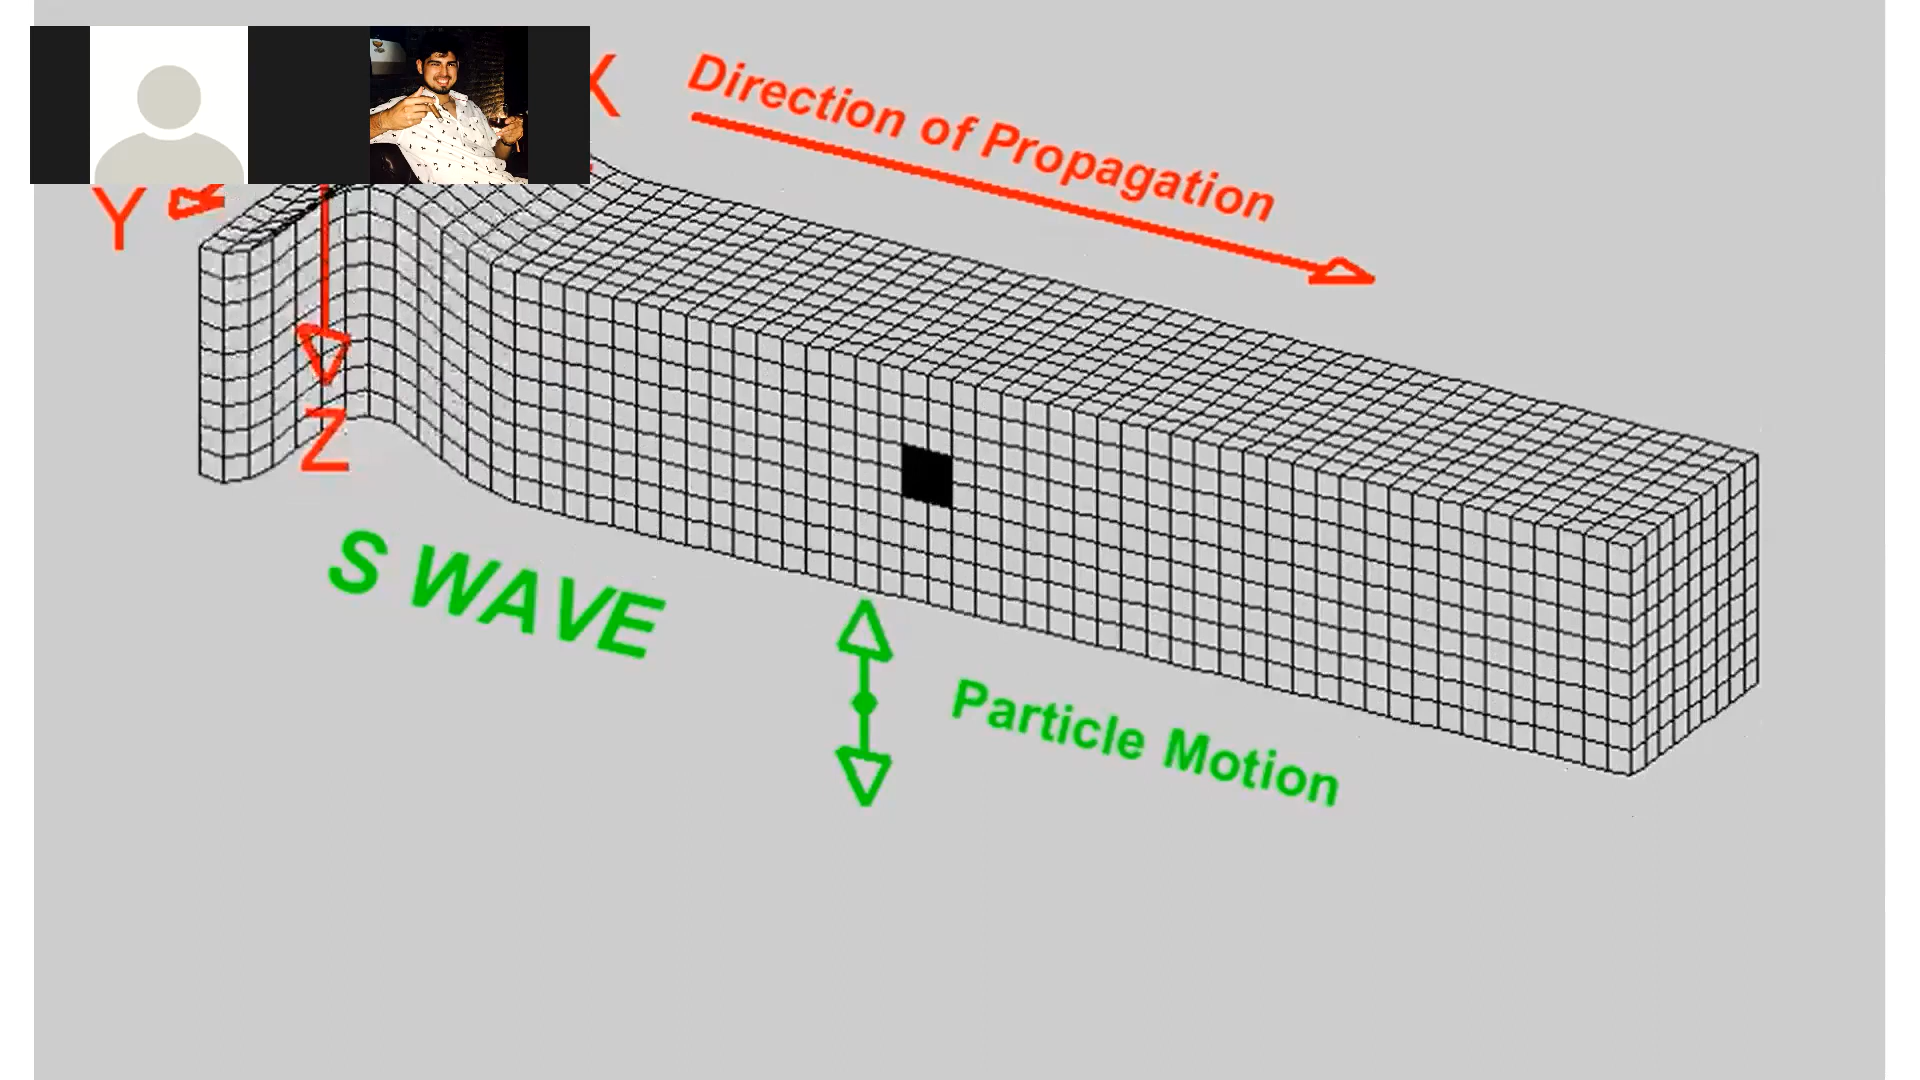 X
Direction of Propagation
Y
Z
S WAVE
Particle Motion